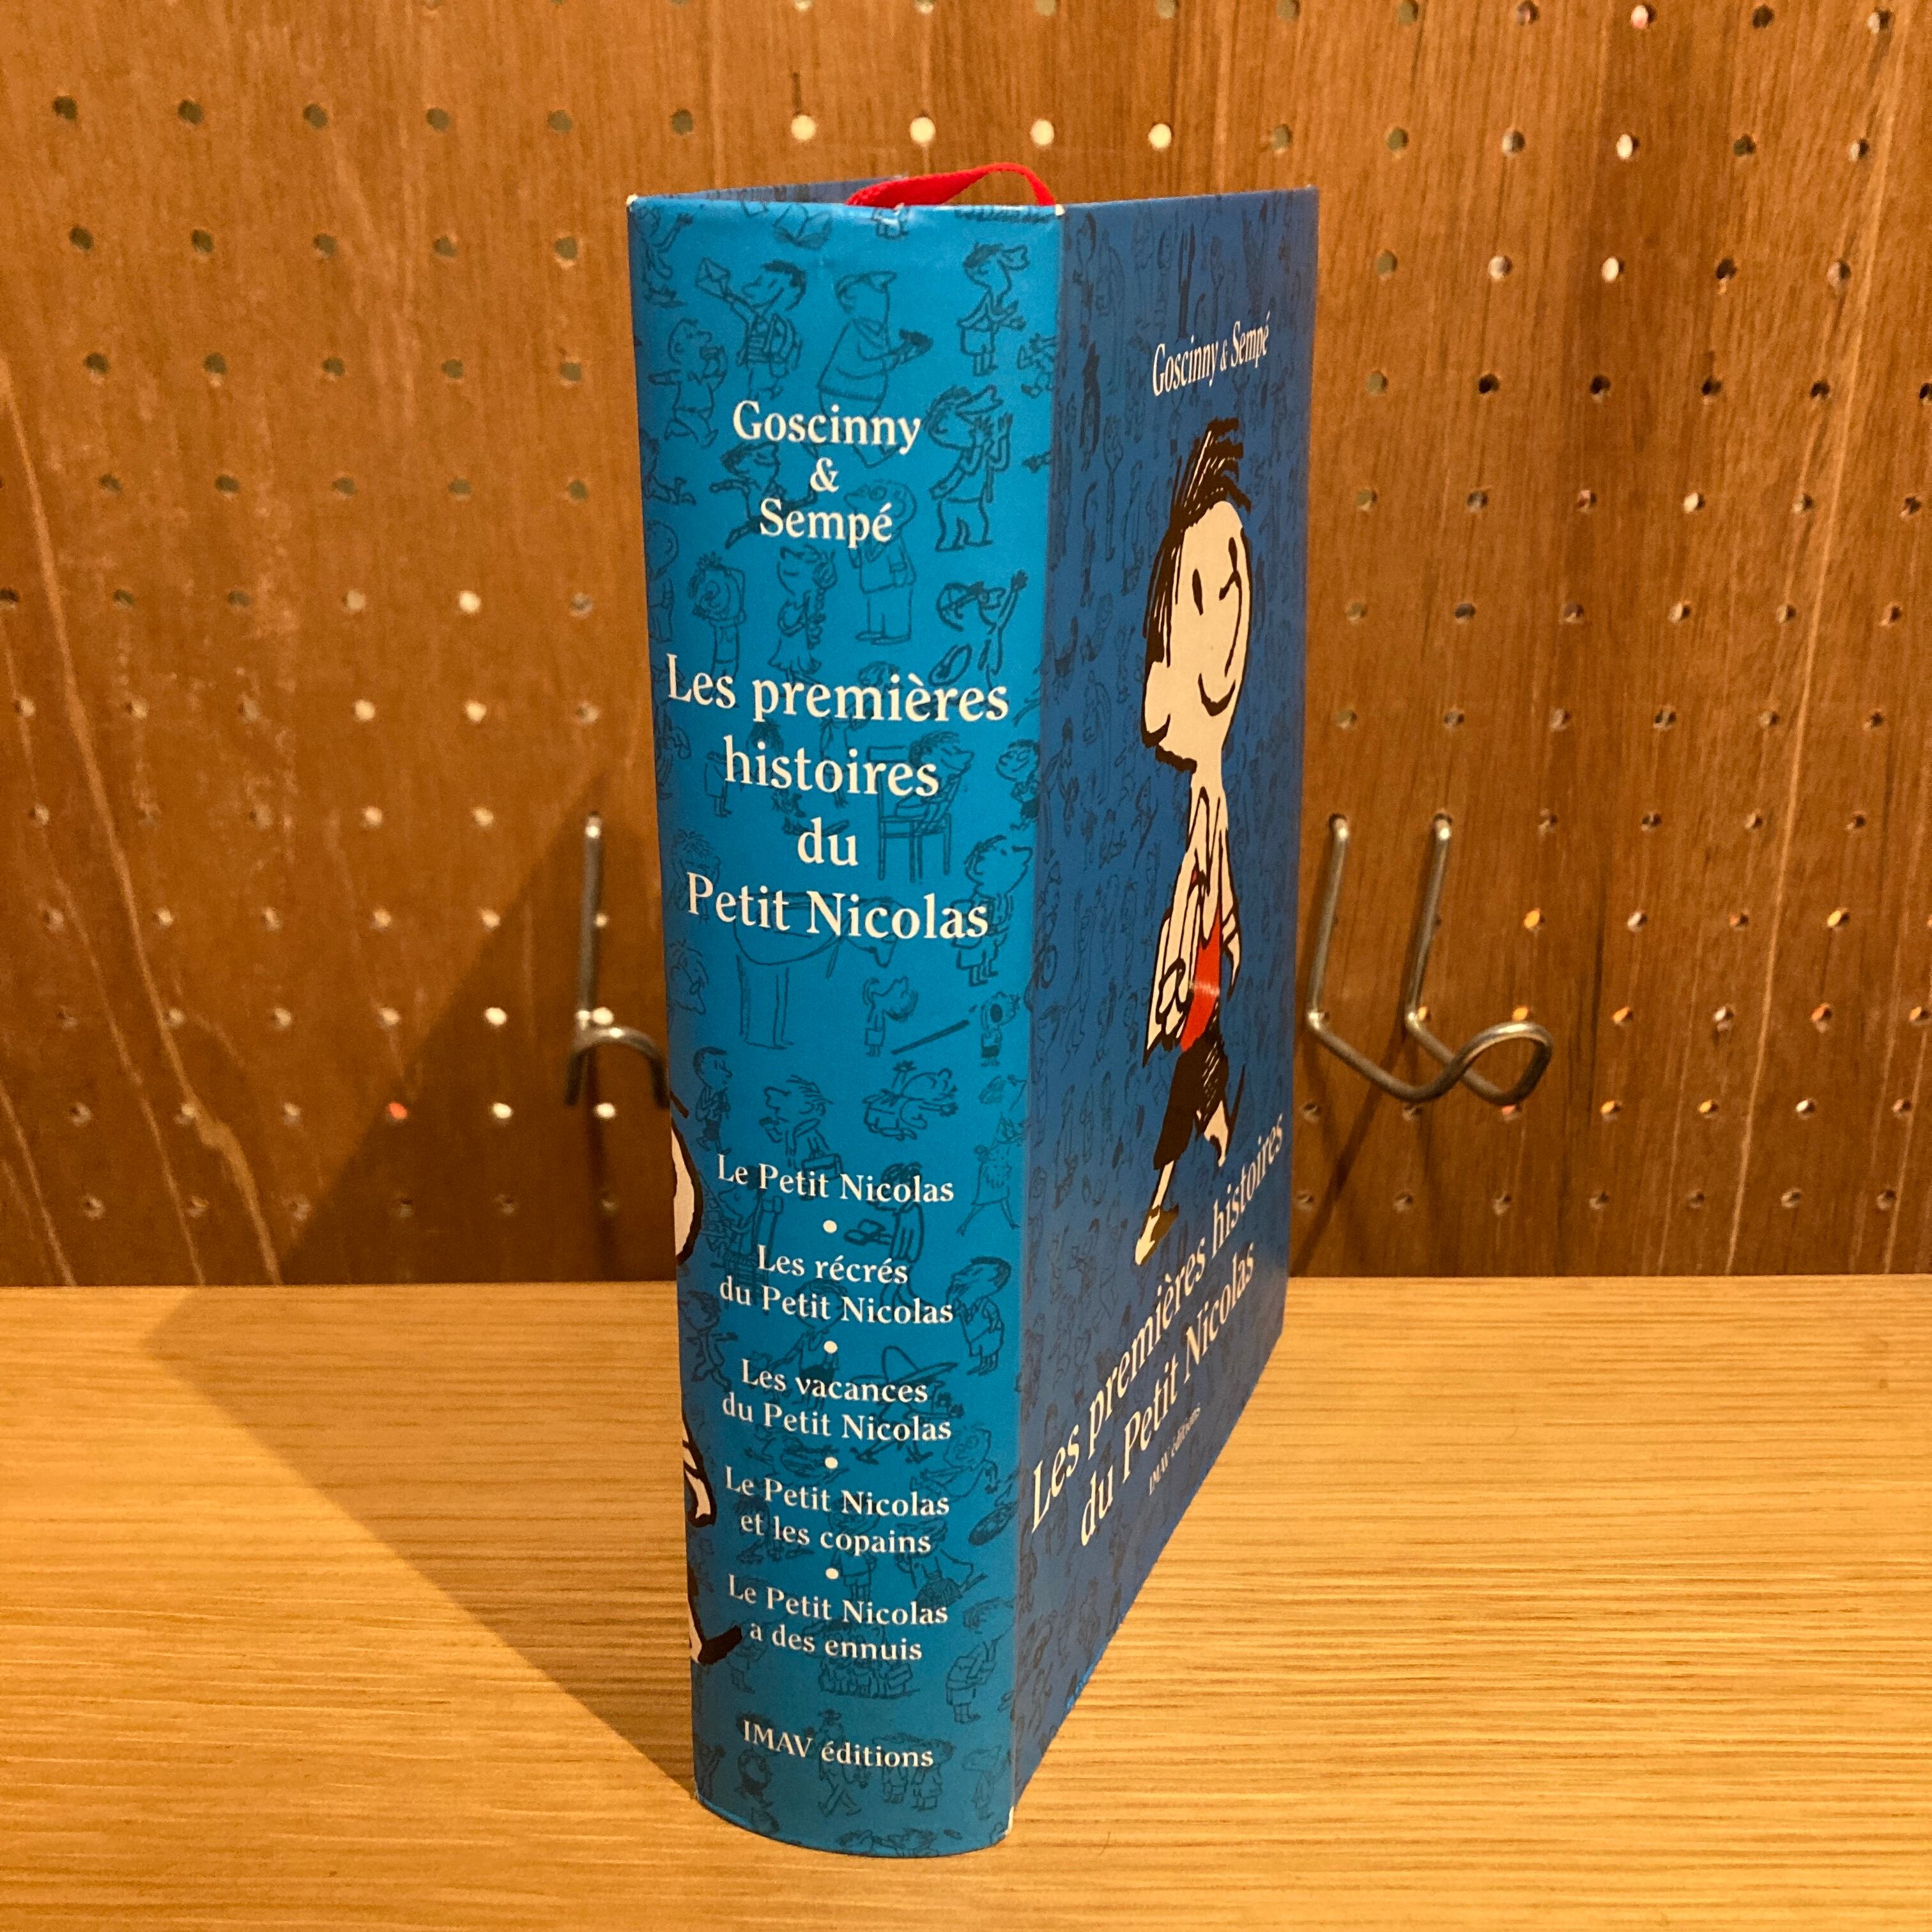 Goscinny
&
Sempé
Les premières
histoires
du
Petit Nicolas
Le Petit Nicolas
•
Les récrés
du Petit Nicolas
•
Les vacances
du Petit Nicolas
•
Le Petit Nicolas
et les copains
•
Le Petit Nicolas
a des ennuis
IMAV éditions
Goscinny & Sempé
Les premières histoires
du Petit Nicolas
IMAV éditions